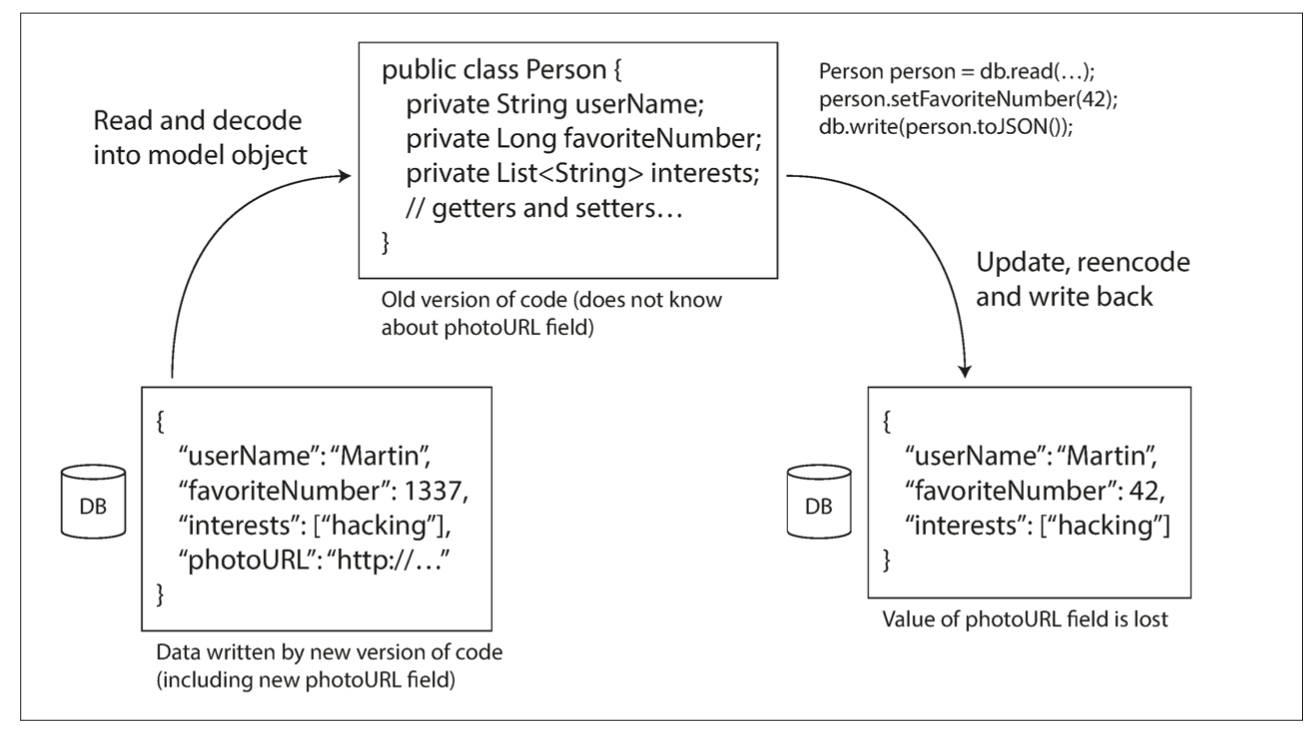 public class Person {
private String userName;
private Long favoriteNumber;
private List<String> interests;
// getters and setters…
}
Person person = db.read(…);
person.setFavoriteNumber(42);
db.write(person.toJSON());
Read and decode
into model object
Old version of code (does not know
about photoURL field)
Update, reencode
and write back
DB
{
“userName”: “Martin”,
“favoriteNumber”: 1337,
“interests”: [“hacking”],
“photoURL”: “http://…”
}
Data written by new version of code
(including new photoURL field)
DB
{
“userName”: “Martin”,
“favoriteNumber”: 42,
“interests”: [“hacking”]
}
Value of photoURL field is lost